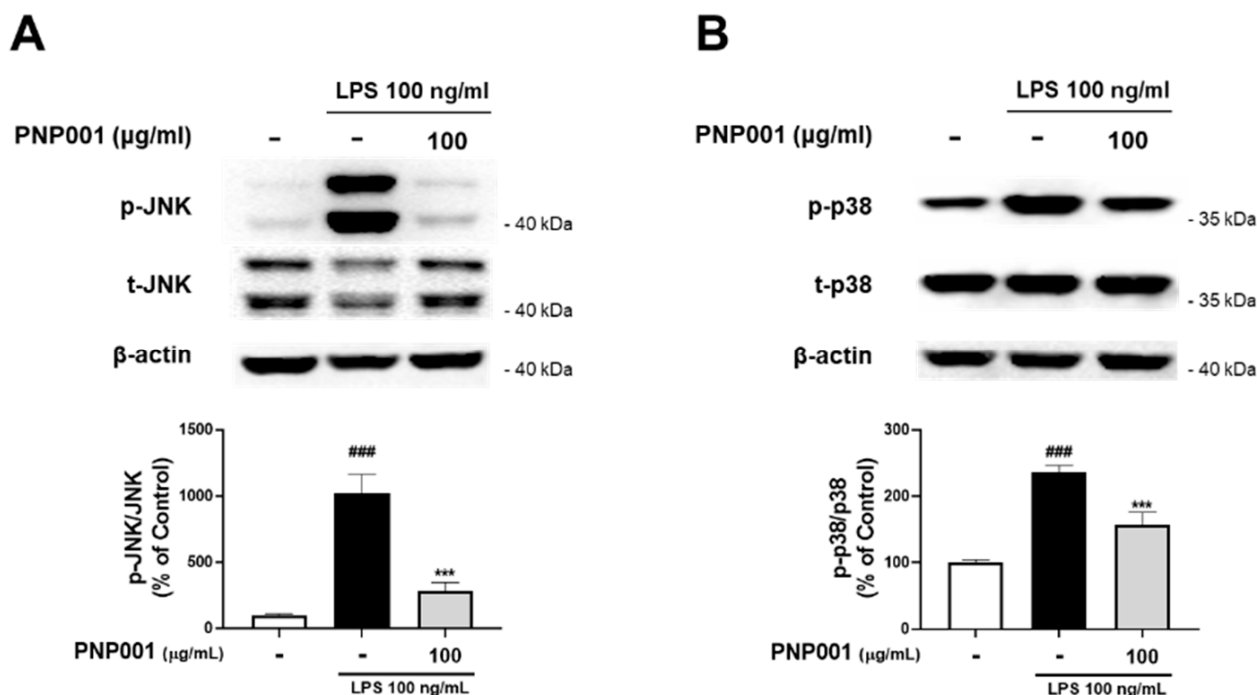 A
LPS 100 ng/ml
PNP001 (µg/ml) - - 100
p-JNK
- 40 kDa
t-JNK
- 40 kDa
β-actin
- 40 kDa
1500
1000
500
0
p-JNK/JNK
(% of Control)
###
***
PNP001 (µg/mL) - - 100
LPS 100 ng/mL
B
LPS 100 ng/ml
PNP001 (µg/ml) - - 100
p-p38
- 35 kDa
t-p38
- 35 kDa
β-actin
- 40 kDa
300
200
100
0
p-p38/p38
(% of Control)
###
***
PNP001 (µg/mL) - - 100
LPS 100 ng/mL